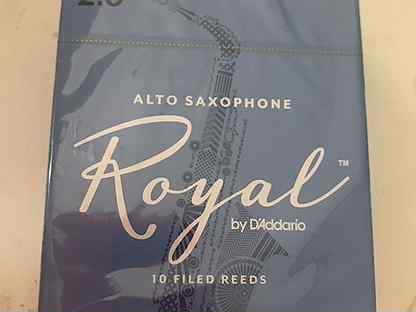 ALTO SAXOPHONE
Royal™
by D'Addario
10 FILED REEDS